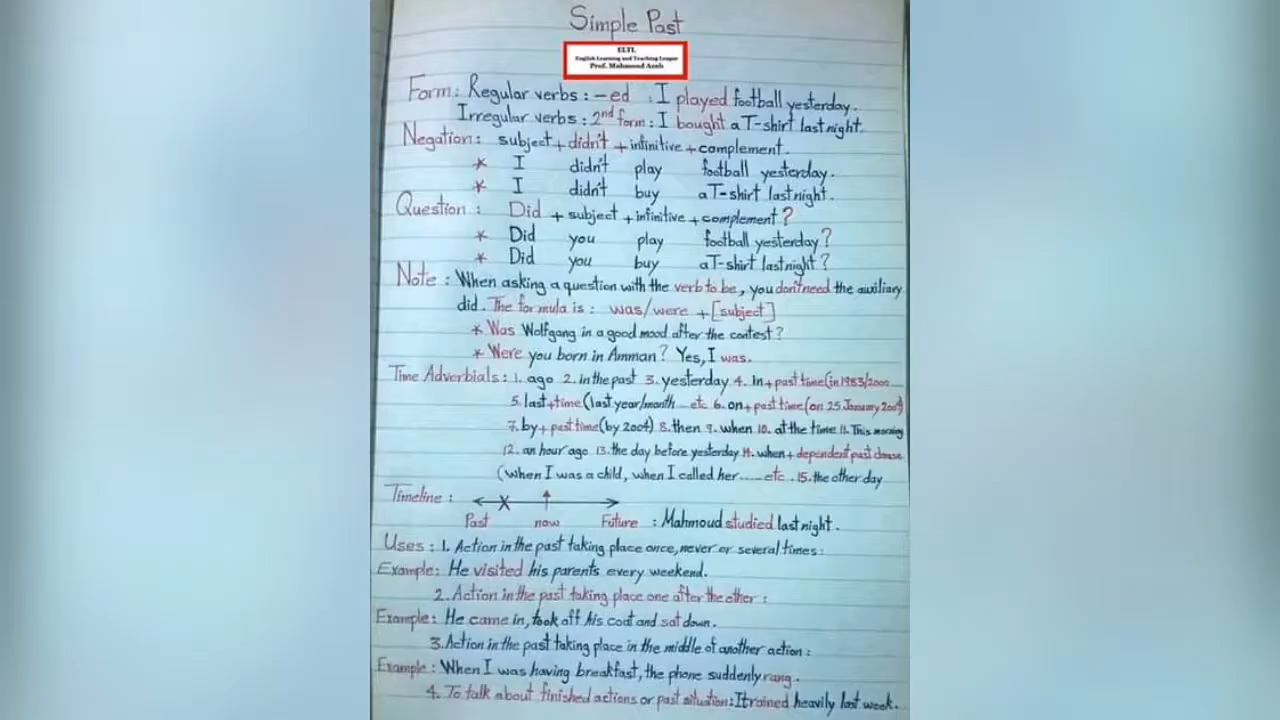 Simple Past
ELTL
English Learning and Teaching League
Prof. Mahmoud Azab
Form: Regular verbs: -ed : I played football yesterday.
Irregular verbs: 2nd form: I bought a T-shirt last night.
Negation: subject + didn't + infinitive + complement.
* I didn't play football yesterday.
* I didn't buy a T-shirt last night.
Question: Did + subject + infinitive + complement?
* Did you play football yesterday?
* Did you buy a T-shirt last night?
Note: When asking a question with the verb to be, you don't need the auxiliary
did. The formula is: was/were + [subject]
* Was Wolfgang in a good mood after the contest?
* Were you born in Amman? Yes, I was.
Time Adverbials: 1. ago 2. in the past 3. yesterday 4. in + past time (in 1983/2000....
5. last + time (last year/month ... etc 6. on + past time (on 25 January 2009)
7. by + past time (by 2004) 8. then 9. when 10. at the time 11. This morning
12. an hour ago 13. the day before yesterday 14. when + dependent past clause
(when I was a child, when I called her..... etc. 15. the other day
Timeline:
Past now Future : Mahmoud studied last night.
Uses: 1. Action in the past taking place once, never or several times:
Example: He visited his parents every weekend.
2. Action in the past taking place one after the other:
Example: He came in, took off his coat and sat down.
3. Action in the past taking place in the middle of another action:
Example: When I was having breakfast, the phone suddenly rang.
4. To talk about finished actions or past situation: It rained heavily last week.